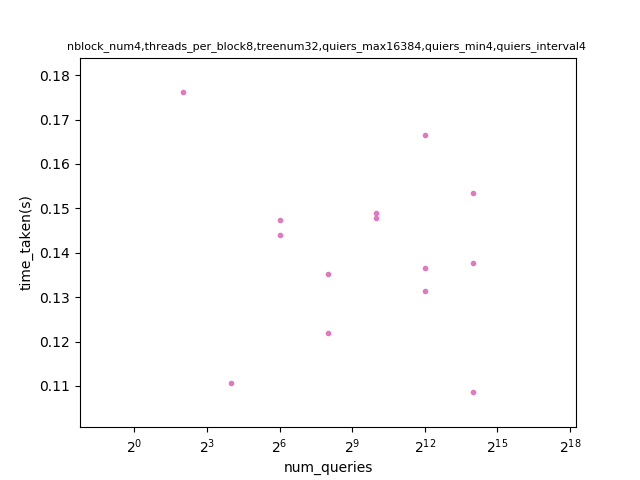 nblock_num4,threads_per_block8,treenum32,quiers_max16384,quiers_min4,quiers_interval4
0.18
0.17
0.16
0.15
0.14
0.13
0.12
0.11
time_taken(s)
2^0 2^3 2^6 2^9 2^12 2^15 2^18
num_queries